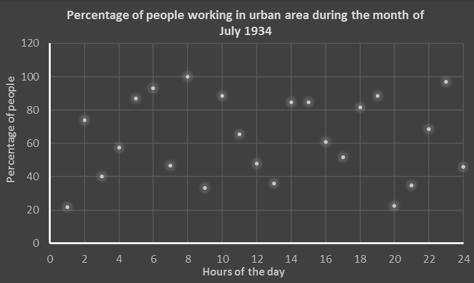 Percentage of people working in urban area during the month of
July 1934
120
100
80
60
40
20
0
Percentage of people
0 2 4 6 8 10 12 14 16 18 20 22 24
Hours of the day